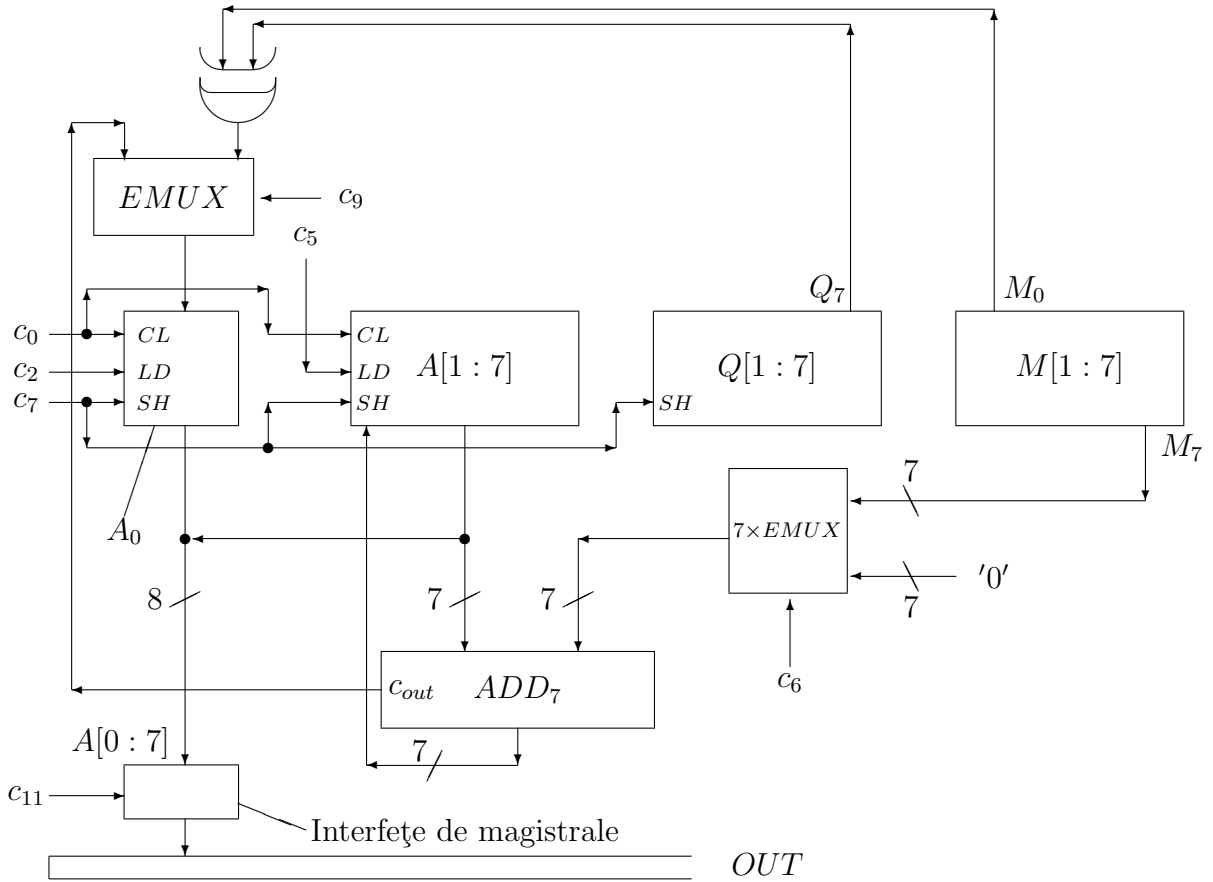 EMUX
c₉
c₅
Q₇
M₀
c₀
CL
CL
c₂
LD
LD
A[1 : 7]
Q[1 : 7]
M[1 : 7]
c₇
SH
SH
SH
M₇
7
A₀
7×EMUX
'0'
7
8
7
7
c₆
c_out
ADD₇
A[0 : 7]
7
c₁₁
Interfețe de magistrale
OUT